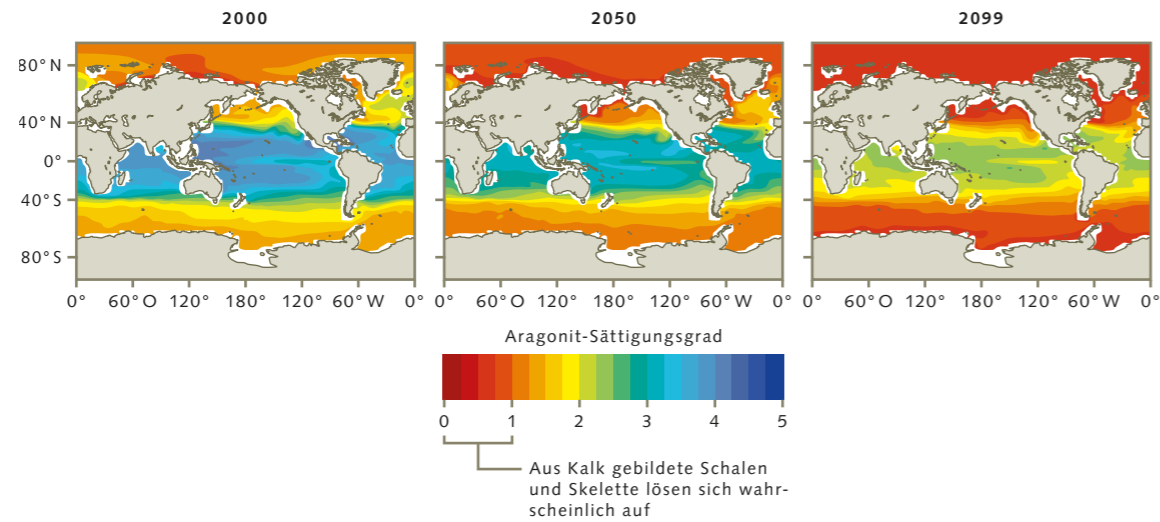 2000 2050 2099
80° N
40° N
0°
40° S
80° S
0° 60° O 120° 180° 120° 60° W 0° 0° 60° O 120° 180° 120° 60° W 0° 0° 60° O 120° 180° 120° 60° W 0°
Aragonit-Sättigungsgrad
0 1 2 3 4 5
Aus Kalk gebildete Schalen
und Skelette lösen sich wahr-
scheinlich auf